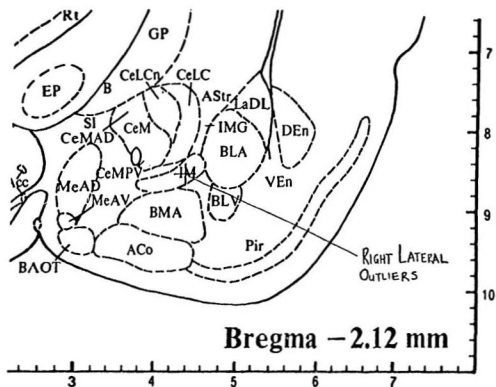 Rt
GP
7
CeLCn
CeLC
EP
B
AStr
LaDL
SI
CeM
IMG
DEn
8
CeMAD
BLA
CeMPV
IM
VEn
Acc
MeAD
MeAV
BMA
BLV
9
BAOT
ACo
Pir
RIGHT LATERAL
OUTLIERS
10
Bregma −2.12 mm
3 4 5 6 7